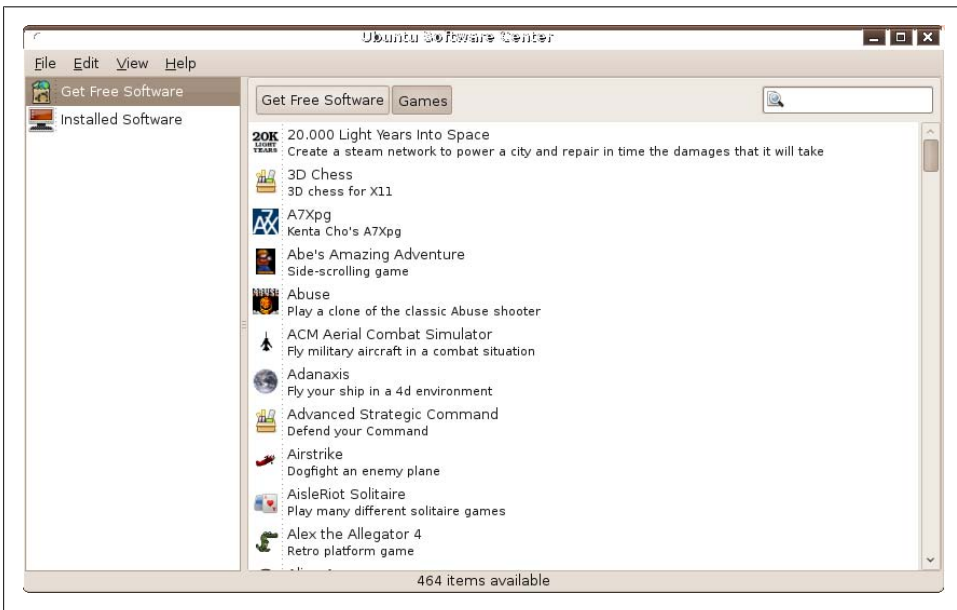 Ubuntu Software Center
File Edit View Help
Get Free Software
Installed Software
Get Free Software Games
20K LIGHT YEARS
20.000 Light Years Into Space
Create a steam network to power a city and repair in time the damages that it will take
3D Chess
3D chess for X11
A7Xpg
Kenta Cho's A7Xpg
Abe's Amazing Adventure
Side-scrolling game
ABUSE
Abuse
Play a clone of the classic Abuse shooter
ACM Aerial Combat Simulator
Fly military aircraft in a combat situation
Adanaxis
Fly your ship in a 4d environment
Advanced Strategic Command
Defend your Command
Airstrike
Dogfight an enemy plane
AisleRiot Solitaire
Play many different solitaire games
Alex the Allegator 4
Retro platform game
464 items available